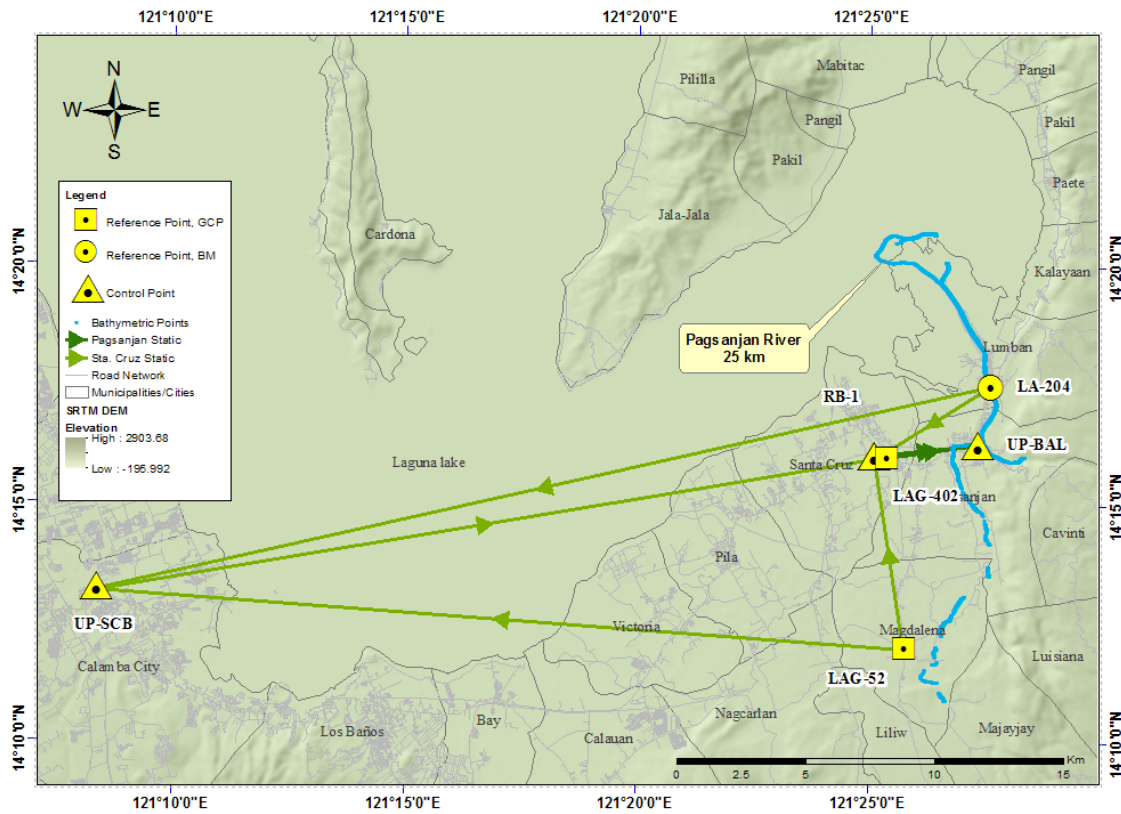 121°10'0"E
121°15'0"E
121°20'0"E
121°25'0"E
N
W
E
S
Legend
Reference Point, GCP
Reference Point, BM
Control Point
Bathymetric Points
Pagsanjan Static
Sta. Cruz Static
Road Network
Municipalities/Cities
SRTM DEM
Elevation
High : 2903.68
Low : -195.992
14°20'0"N
14°15'0"N
14°10'0"N
Pililla
Mabitac
Pangil
Pangil
Pakil
Pakil
Paete
Jala-Jala
Cardona
Kalayaan
Pagsanjan River
25 km
Lumban
LA-204
RB-1
UP-BAL
Laguna lake
Santa Cruz
LAG-402
anjan
Cavinti
Pila
UP-SCB
Victoria
Magdalena
Calamba City
LAG-52
Luisiana
Los Baños
Bay
Calauan
Nagcarlan
Liliw
Majayjay
Km
0
2.5
5
10
15
14°20'0"N
14°15'0"N
14°10'0"N
121°10'0"E
121°15'0"E
121°20'0"E
121°25'0"E